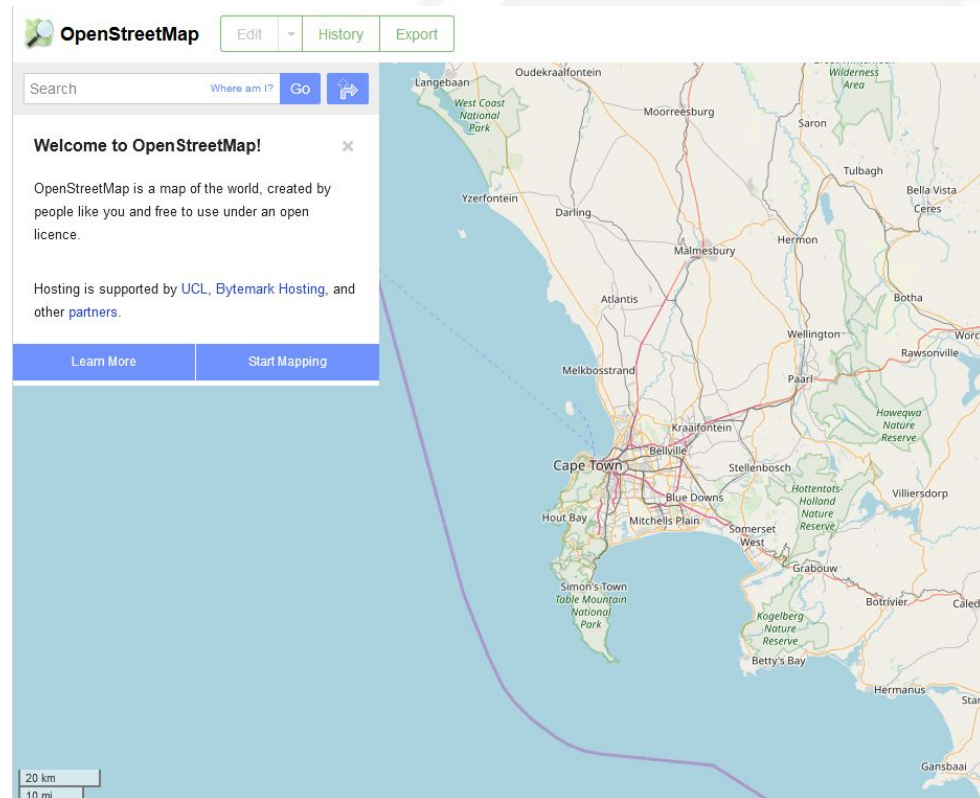 OpenStreetMap
Edit
History
Export
Search
Where am I?
Go
Welcome to OpenStreetMap!
×
OpenStreetMap is a map of the world, created by
people like you and free to use under an open
licence.
Hosting is supported by UCL, Bytemark Hosting, and
other partners.
Learn More
Start Mapping
Langebaan
Oudekraalfontein
Wilderness
Area
West Coast
National
Park
Moorreesburg
Saron
Tulbagh
Yzerfontein
Darling
Bella Vista
Ceres
Malmesbury
Hermon
Atlantis
Botha
Wellington
Worc
Rawsonville
Melkbosstrand
Paarl
Haweqwa
Nature
Reserve
Kraaifontein
Bellville
Cape Town
Stellenbosch
Blue Downs
Hottentots-
Holland
Nature
Reserve
Villiersdorp
Hout Bay
Mitchells Plain
Somerset
West
Grabouw
Simon's Town
Table Mountain
National
Park
Botrivier
Caled
Kogelberg
Nature
Reserve
Betty's Bay
Hermanus
Star
Gansbaai
20 km
10 mi